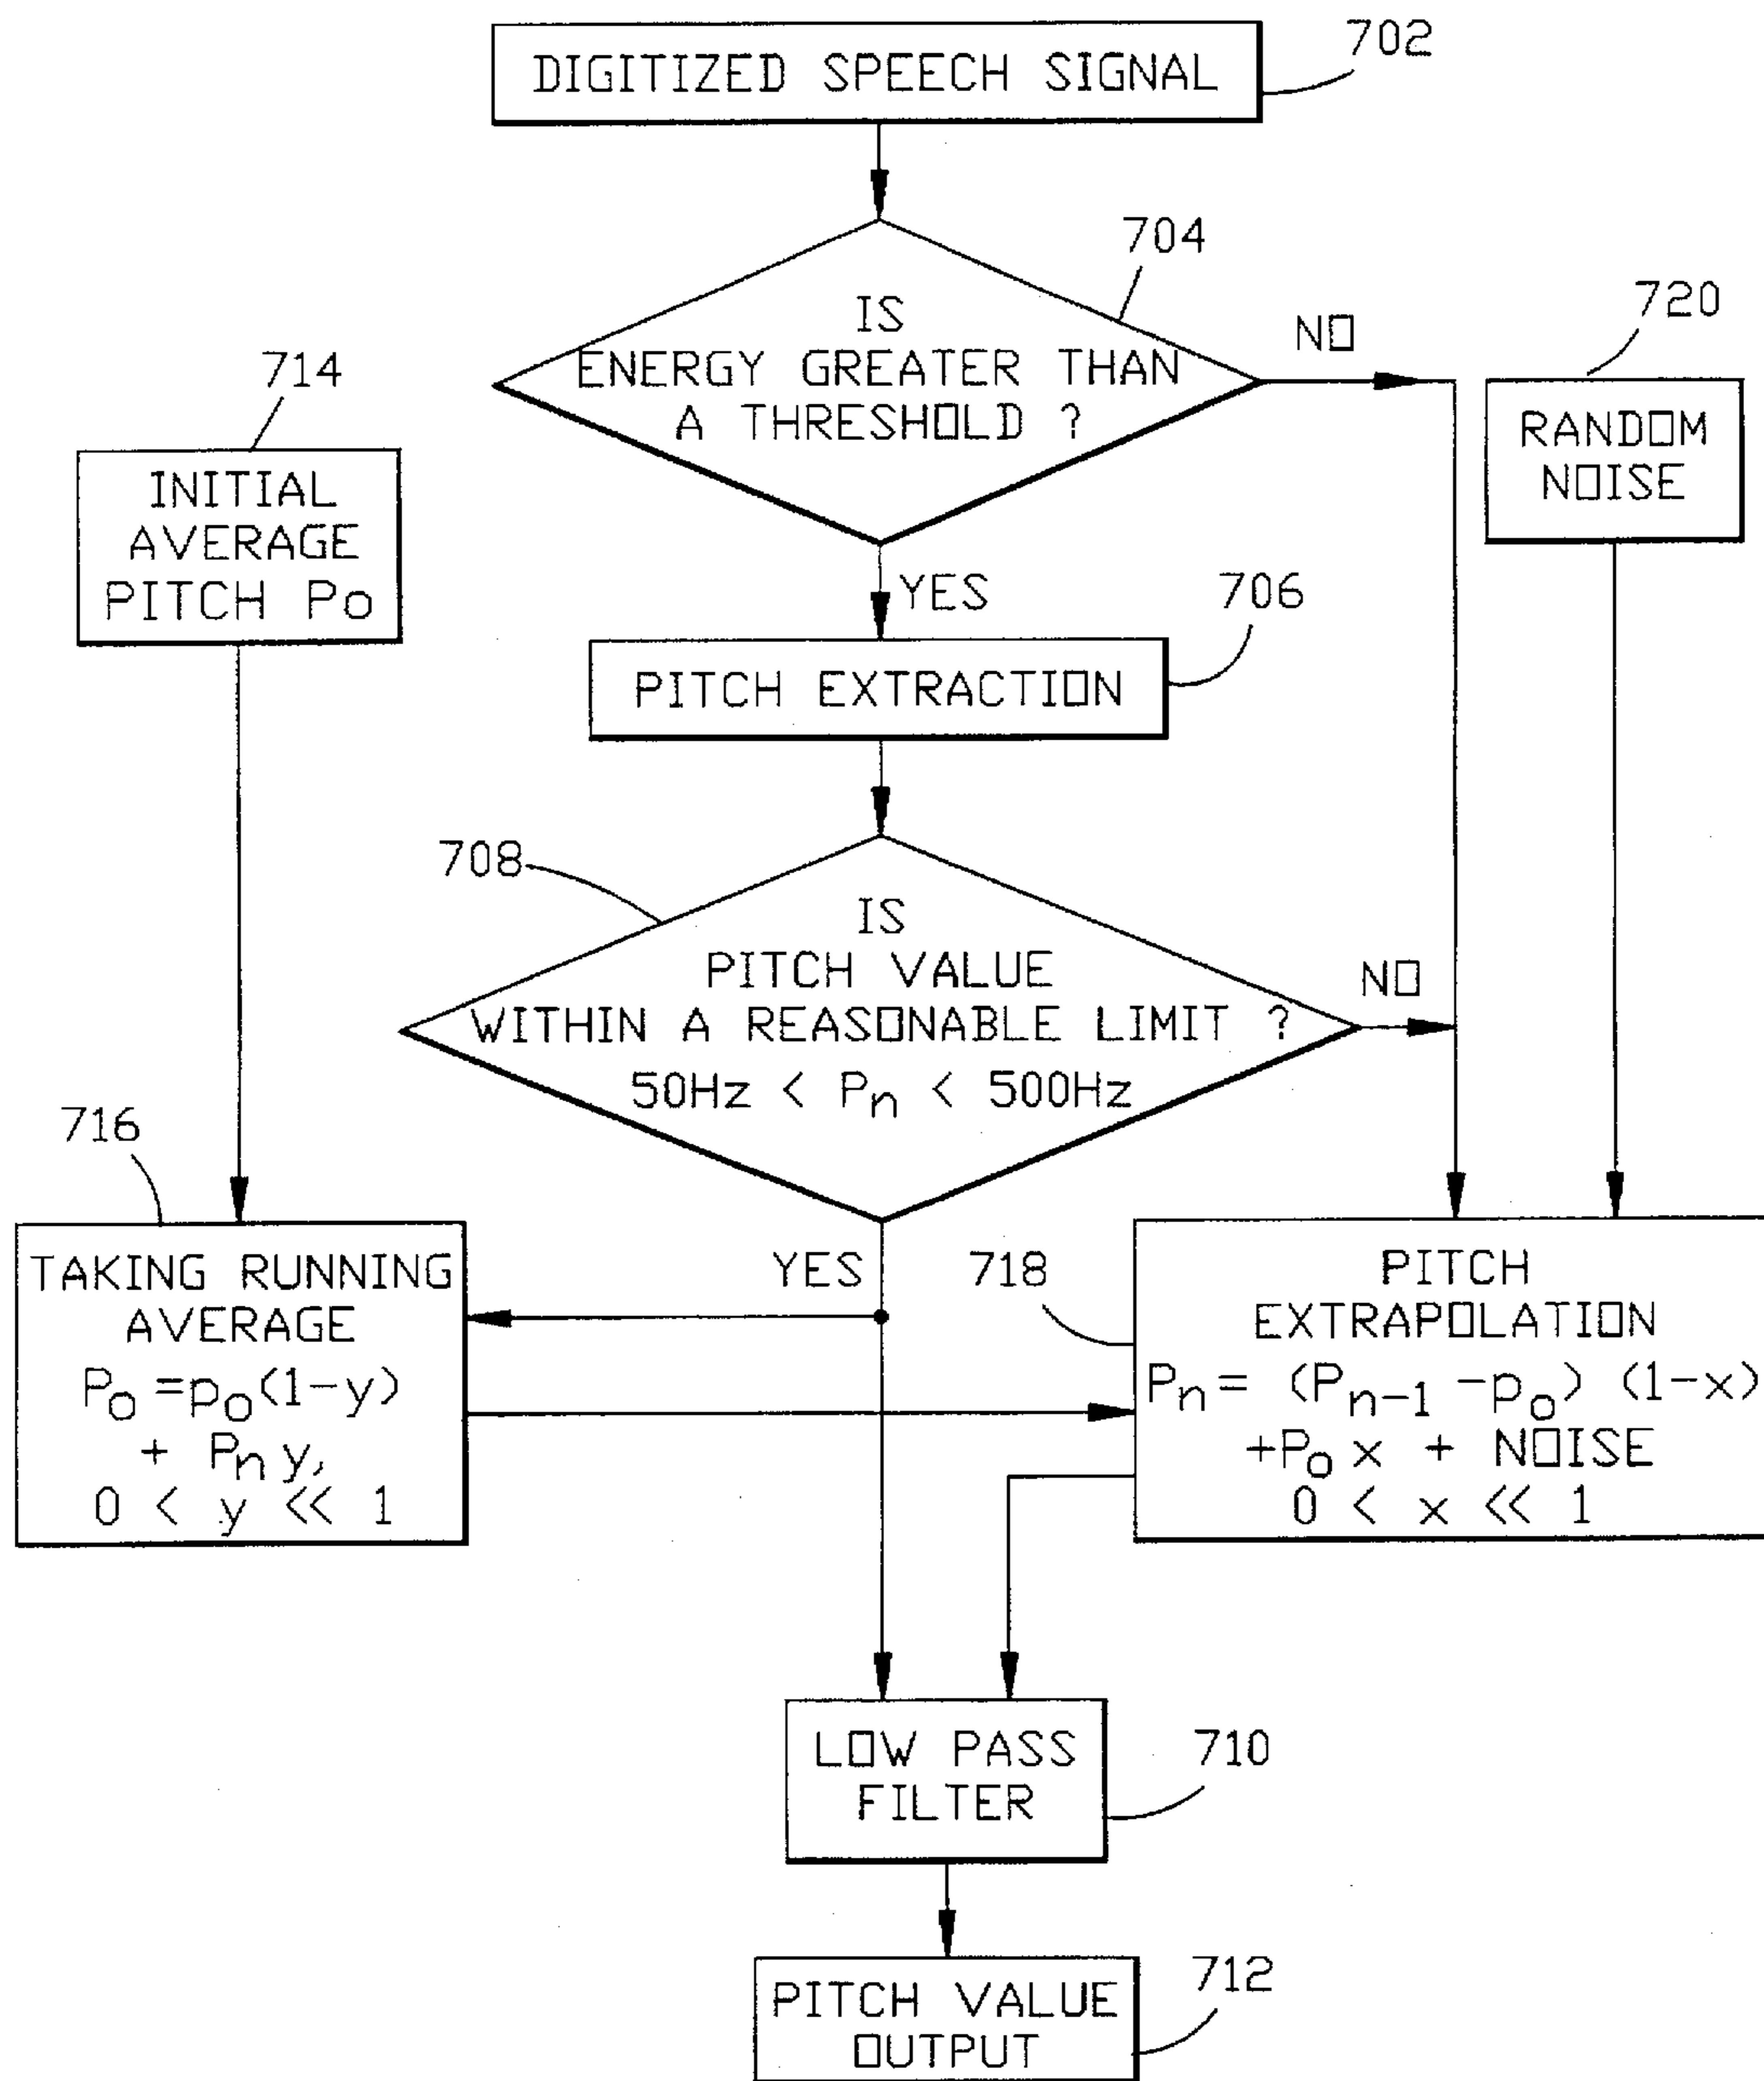 702
DIGITIZED SPEECH SIGNAL
704
IS
ENERGY GREATER THAN
A THRESHOLD ?
NO
720
RANDOM
NOISE
714
INITIAL
AVERAGE
PITCH Po
YES
706
PITCH EXTRACTION
708
IS
PITCH VALUE
WITHIN A REASONABLE LIMIT ?
50Hz < Pn < 500Hz
NO
716
TAKING RUNNING
AVERAGE
Po =po(1-y)
+ Pn y,
0 < y << 1
YES
718
PITCH
EXTRAPOLATION
Pn = (Pn-1 -po) (1-x)
+Po x + NOISE
0 < x << 1
LOW PASS
FILTER
710
PITCH VALUE
OUTPUT
712